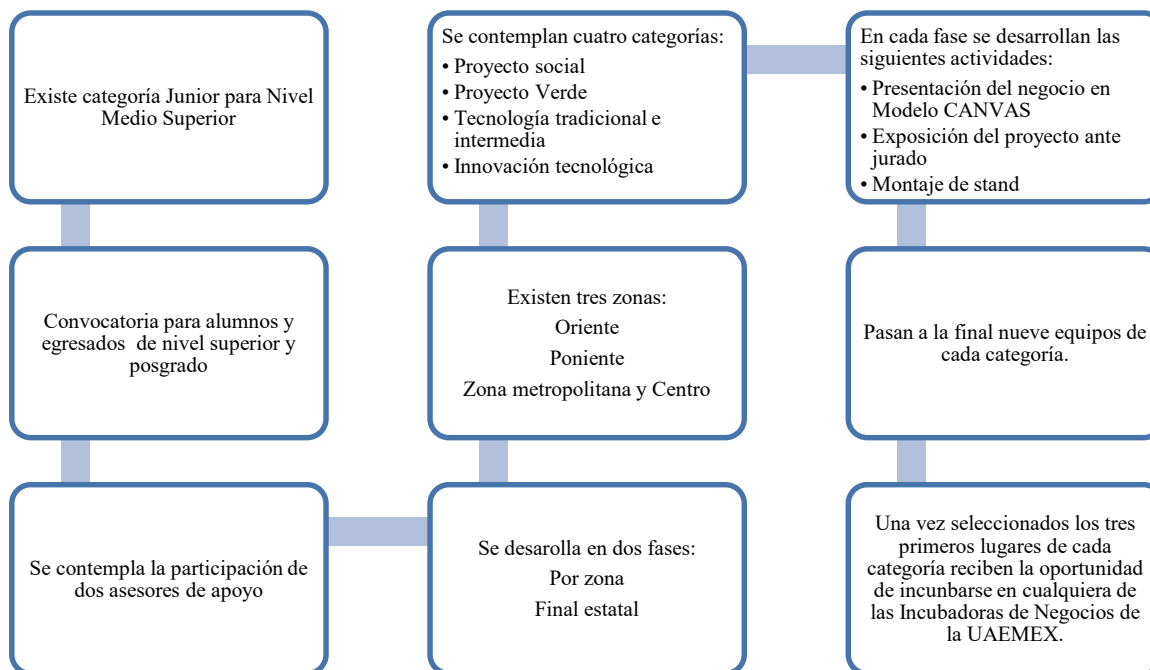 Existe categoría Junior para Nivel
Medio Superior
Convocatoria para alumnos y
egresados de nivel superior y
posgrado
Se contempla la participación de
dos asesores de apoyo
Se desarolla en dos fases:
Por zona
Final estatal
Existen tres zonas:
Oriente
Poniente
Zona metropolitana y Centro
Se contemplan cuatro categorías:
• Proyecto social
• Proyecto Verde
• Tecnología tradicional e
intermedia
• Innovación tecnológica
En cada fase se desarrollan las
siguientes actividades:
• Presentación del negocio en
Modelo CANVAS
• Exposición del proyecto ante
jurado
• Montaje de stand
Pasan a la final nueve equipos de
cada categoría.
Una vez seleccionados los tres
primeros lugares de cada
categoría reciben la oportunidad
de incunbarse en cualquiera de
las Incubadoras de Negocios de
la UAEMEX.